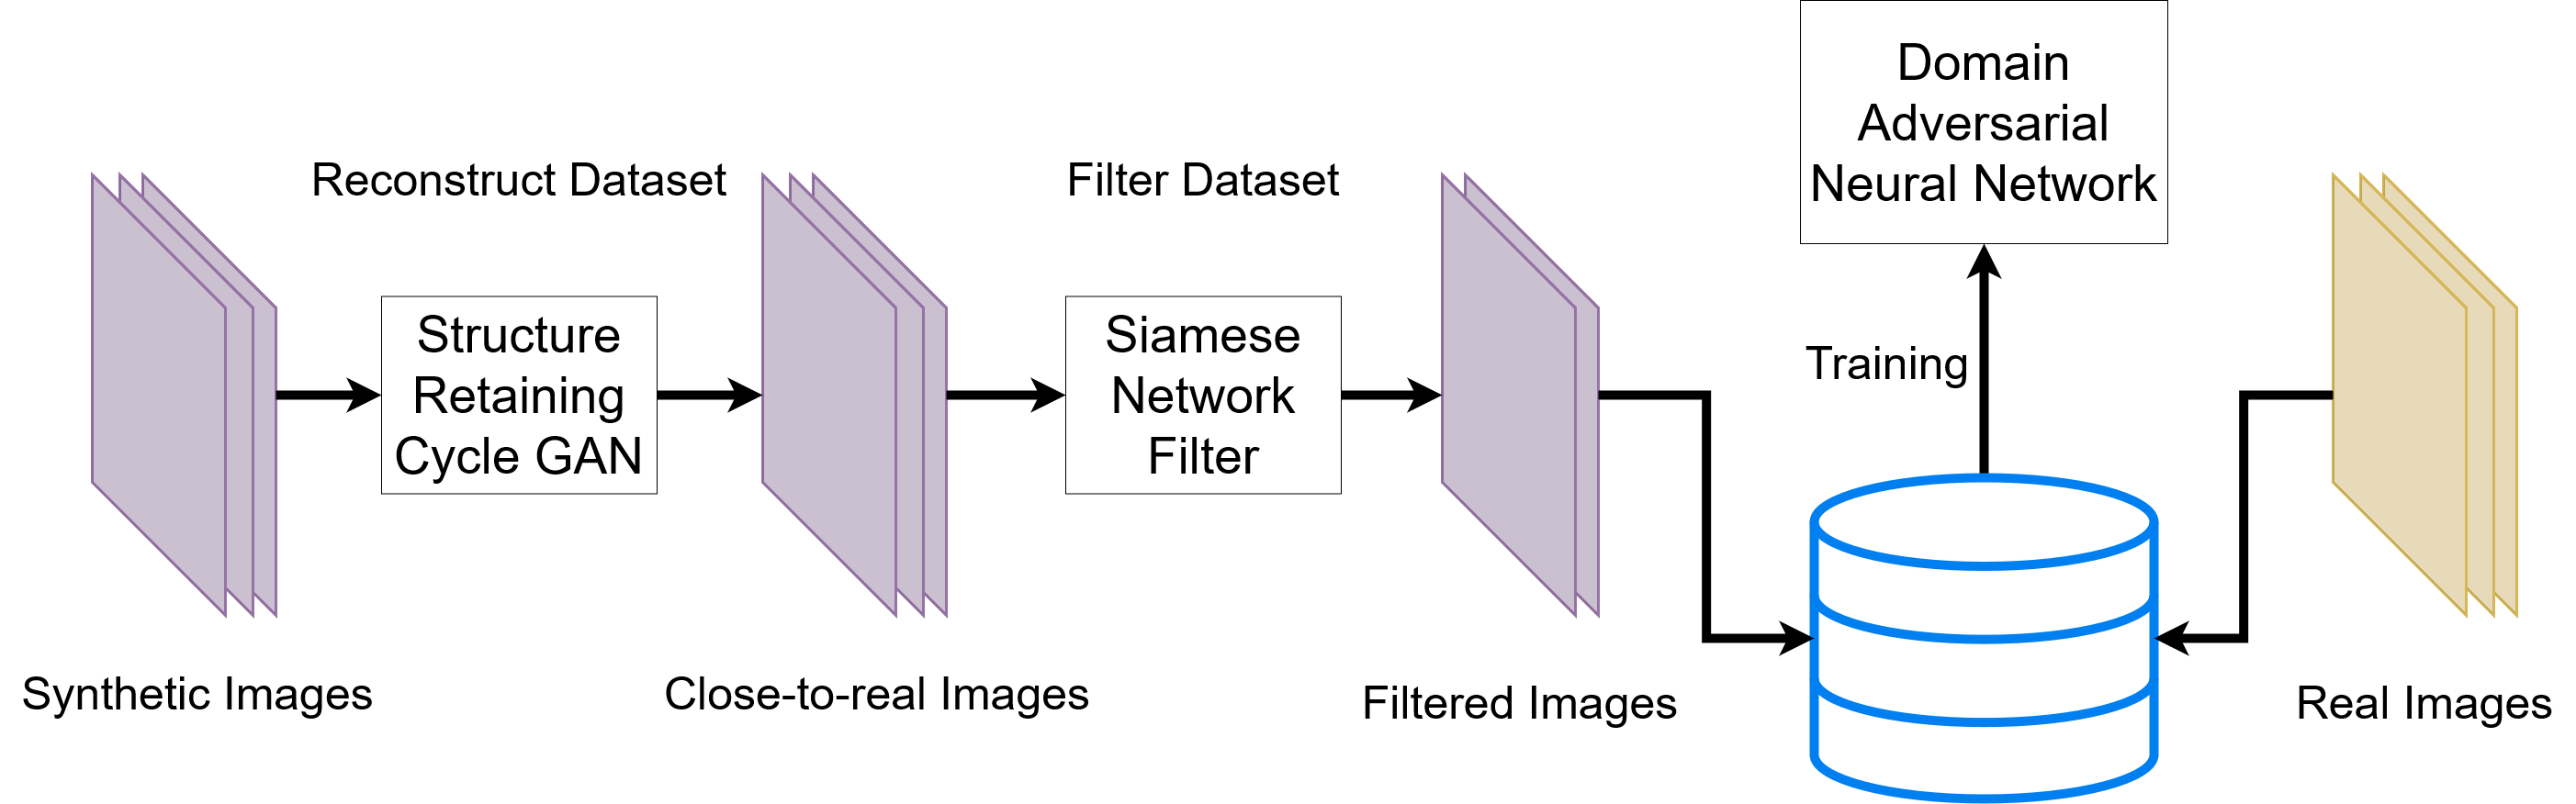 Domain
Adversarial
Neural Network
Reconstruct Dataset
Filter Dataset
Structure
Retaining
Cycle GAN
Siamese
Network
Filter
Training
Synthetic Images
Close-to-real Images
Filtered Images
Real Images